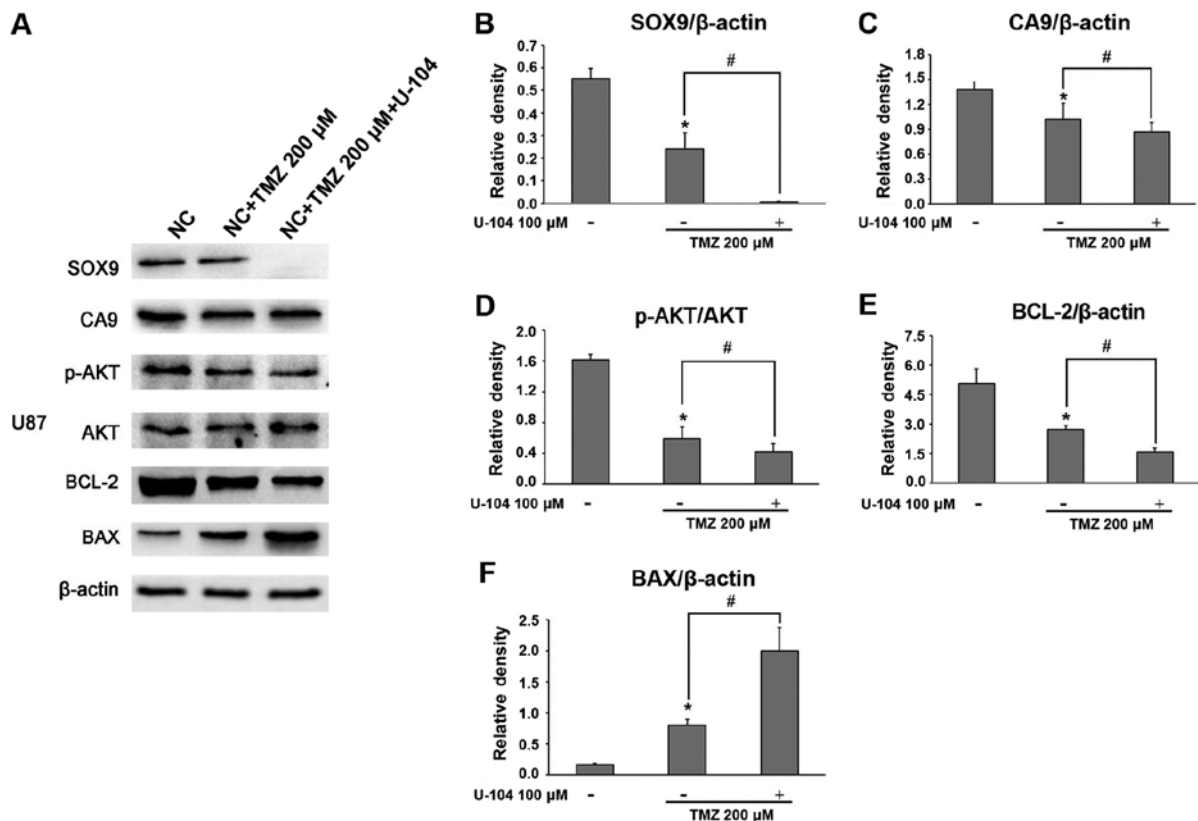 A
NC
NC+TMZ 200 µM
NC+TMZ 200 µM+U-104
U87
SOX9
CA9
p-AKT
AKT
BCL-2
BAX
β-actin
B
SOX9/β-actin
Relative density
0.7
0.6
0.5
0.4
0.3
0.2
0.1
0.0
*
#
U-104 100 µM - - +
TMZ 200 µM
C
CA9/β-actin
Relative density
1.8
1.5
1.2
0.9
0.6
0.3
0.0
*
#
U-104 100 µM - - +
TMZ 200 µM
D
p-AKT/AKT
Relative density
2.0
1.6
1.2
0.8
0.4
0.0
*
#
U-104 100 µM - - +
TMZ 200 µM
E
BCL-2/β-actin
Relative density
7.5
6.0
4.5
3.0
1.5
0.0
*
#
U-104 100 µM - - +
TMZ 200 µM
F
BAX/β-actin
Relative density
2.5
2.0
1.5
1.0
0.5
0.0
*
#
U-104 100 µM - - +
TMZ 200 µM